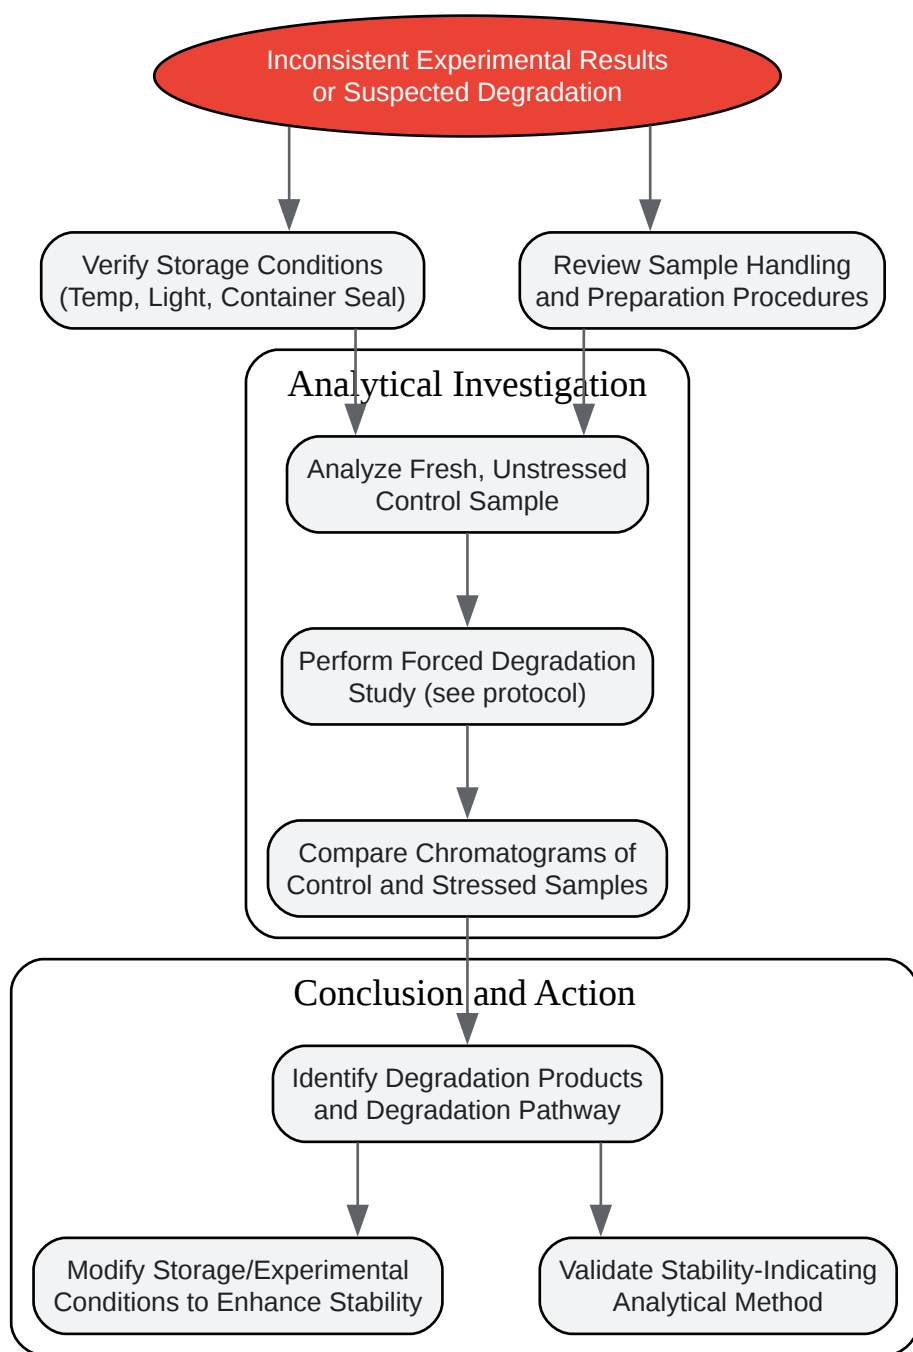 Inconsistent Experimental Results
or Suspected Degradation
Verify Storage Conditions
(Temp, Light, Container Seal)
Review Sample Handling
and Preparation Procedures
Analytical Investigation
Analyze Fresh, Unstressed
Control Sample
Perform Forced Degradation
Study (see protocol)
Compare Chromatograms of
Control and Stressed Samples
Conclusion and Action
Identify Degradation Products
and Degradation Pathway
Modify Storage/Experimental
Conditions to Enhance Stability
Validate Stability-Indicating
Analytical Method